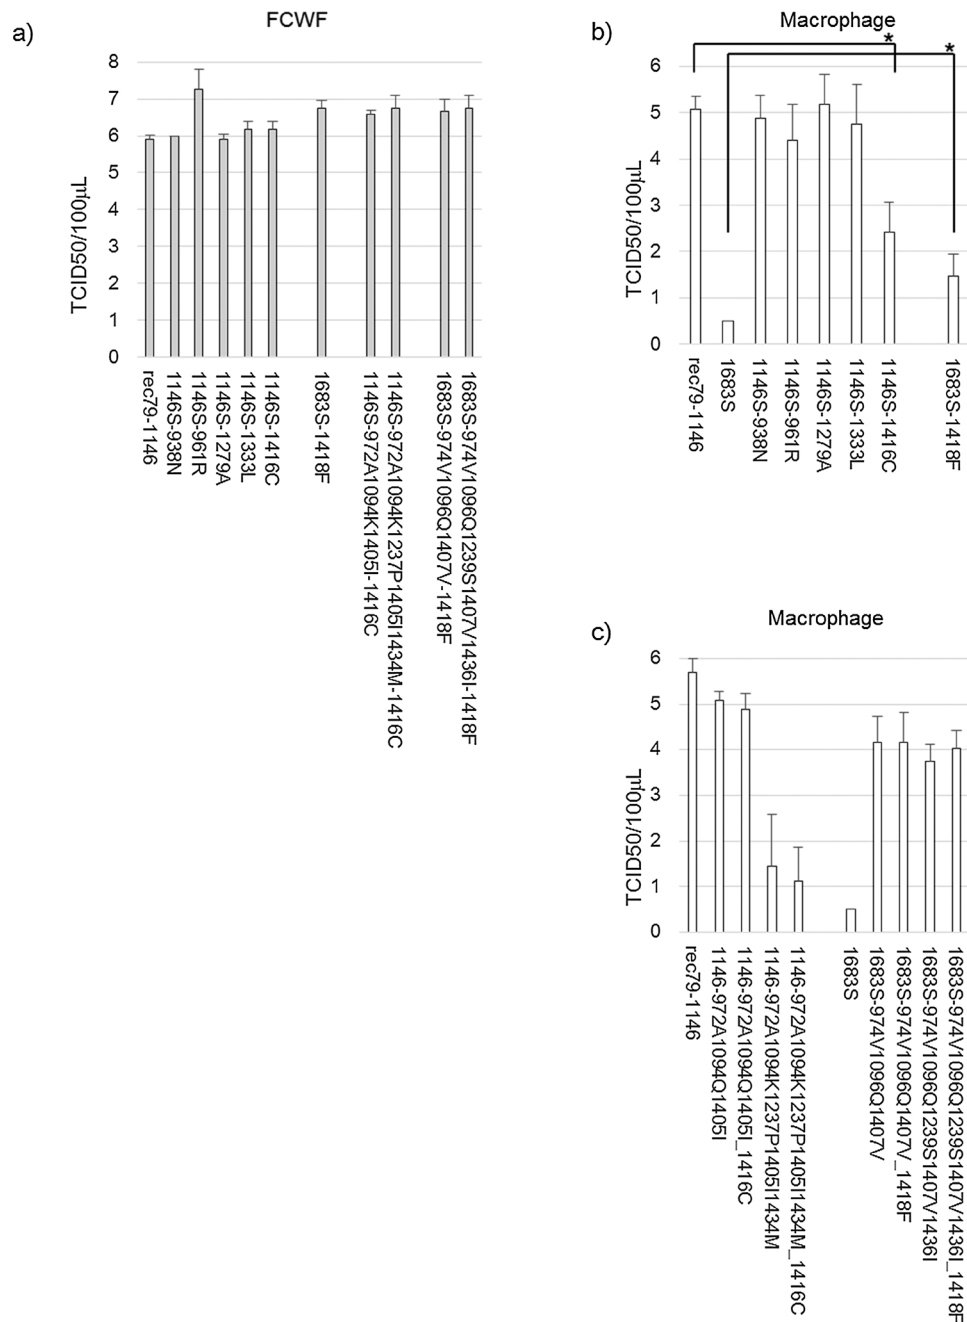 a)
FCWF
8
7
6
5
4
3
2
1
0
TCID50/100µL
rec79-1146
1146S-938N
1146S-961R
1146S-1279A
1146S-1333L
1146S-1416C
1683S-1418F
1146S-972A1094K1405I-1416C
1146S-972A1094K1237P1405I1434M-1416C
1683S-974V1096Q1407V-1418F
1683S-974V1096Q1239S1407V1436I-1418F
b)
Macrophage
*
*
6
5
4
3
2
1
0
TCID50/100µL
rec79-1146
1683S
1146S-938N
1146S-961R
1146S-1279A
1146S-1333L
1146S-1416C
1683S-1418F
c)
Macrophage
6
5
4
3
2
1
0
TCID50/100µL
rec79-1146
1146-972A1094Q1405I
1146-972A1094Q1405I_1416C
1146-972A1094K1237P1405I1434M
1146-972A1094K1237P1405I1434M_1416C
1683S
1683S-974V1096Q1407V
1683S-974V1096Q1407V_1418F
1683S-974V1096Q1239S1407V1436I
1683S-974V1096Q1239S1407V1436I_1418F